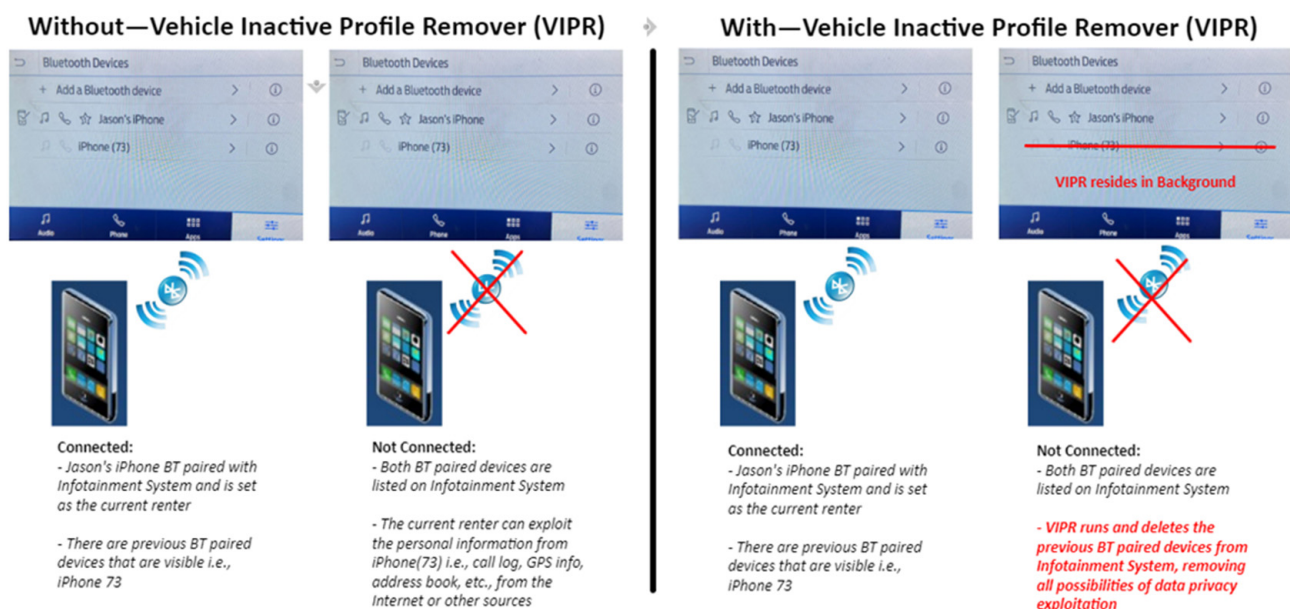 Without—Vehicle Inactive Profile Remover (VIPR)
Bluetooth Devices
+ Add a Bluetooth device
Jason's iPhone
iPhone (73)
Audio
Phone
Apps
Settings
Bluetooth Devices
+ Add a Bluetooth device
Jason's iPhone
iPhone (73)
Audio
Phone
Apps
Settings
Connected:
- Jason's iPhone BT paired with
Infotainment System and is set
as the current renter
- There are previous BT paired
devices that are visible i.e.,
iPhone 73
Not Connected:
- Both BT paired devices are
listed on Infotainment System
- The current renter can exploit
the personal information from
iPhone(73) i.e., call log, GPS info,
address book, etc., from the
Internet or other sources
With—Vehicle Inactive Profile Remover (VIPR)
Bluetooth Devices
+ Add a Bluetooth device
Jason's iPhone
iPhone (73)
Audio
Phone
Apps
Settings
Bluetooth Devices
+ Add a Bluetooth device
Jason's iPhone
iPhone (73)
VIPR resides in Background
Audio
Phone
Apps
Settings
Connected:
- Jason's iPhone BT paired with
Infotainment System and is set
as the current renter
- There are previous BT paired
devices that are visible i.e.,
iPhone 73
Not Connected:
- Both BT paired devices are
listed on Infotainment System
- VIPR runs and deletes the
previous BT paired devices from
Infotainment System, removing
all possibilities of data privacy
exploitation